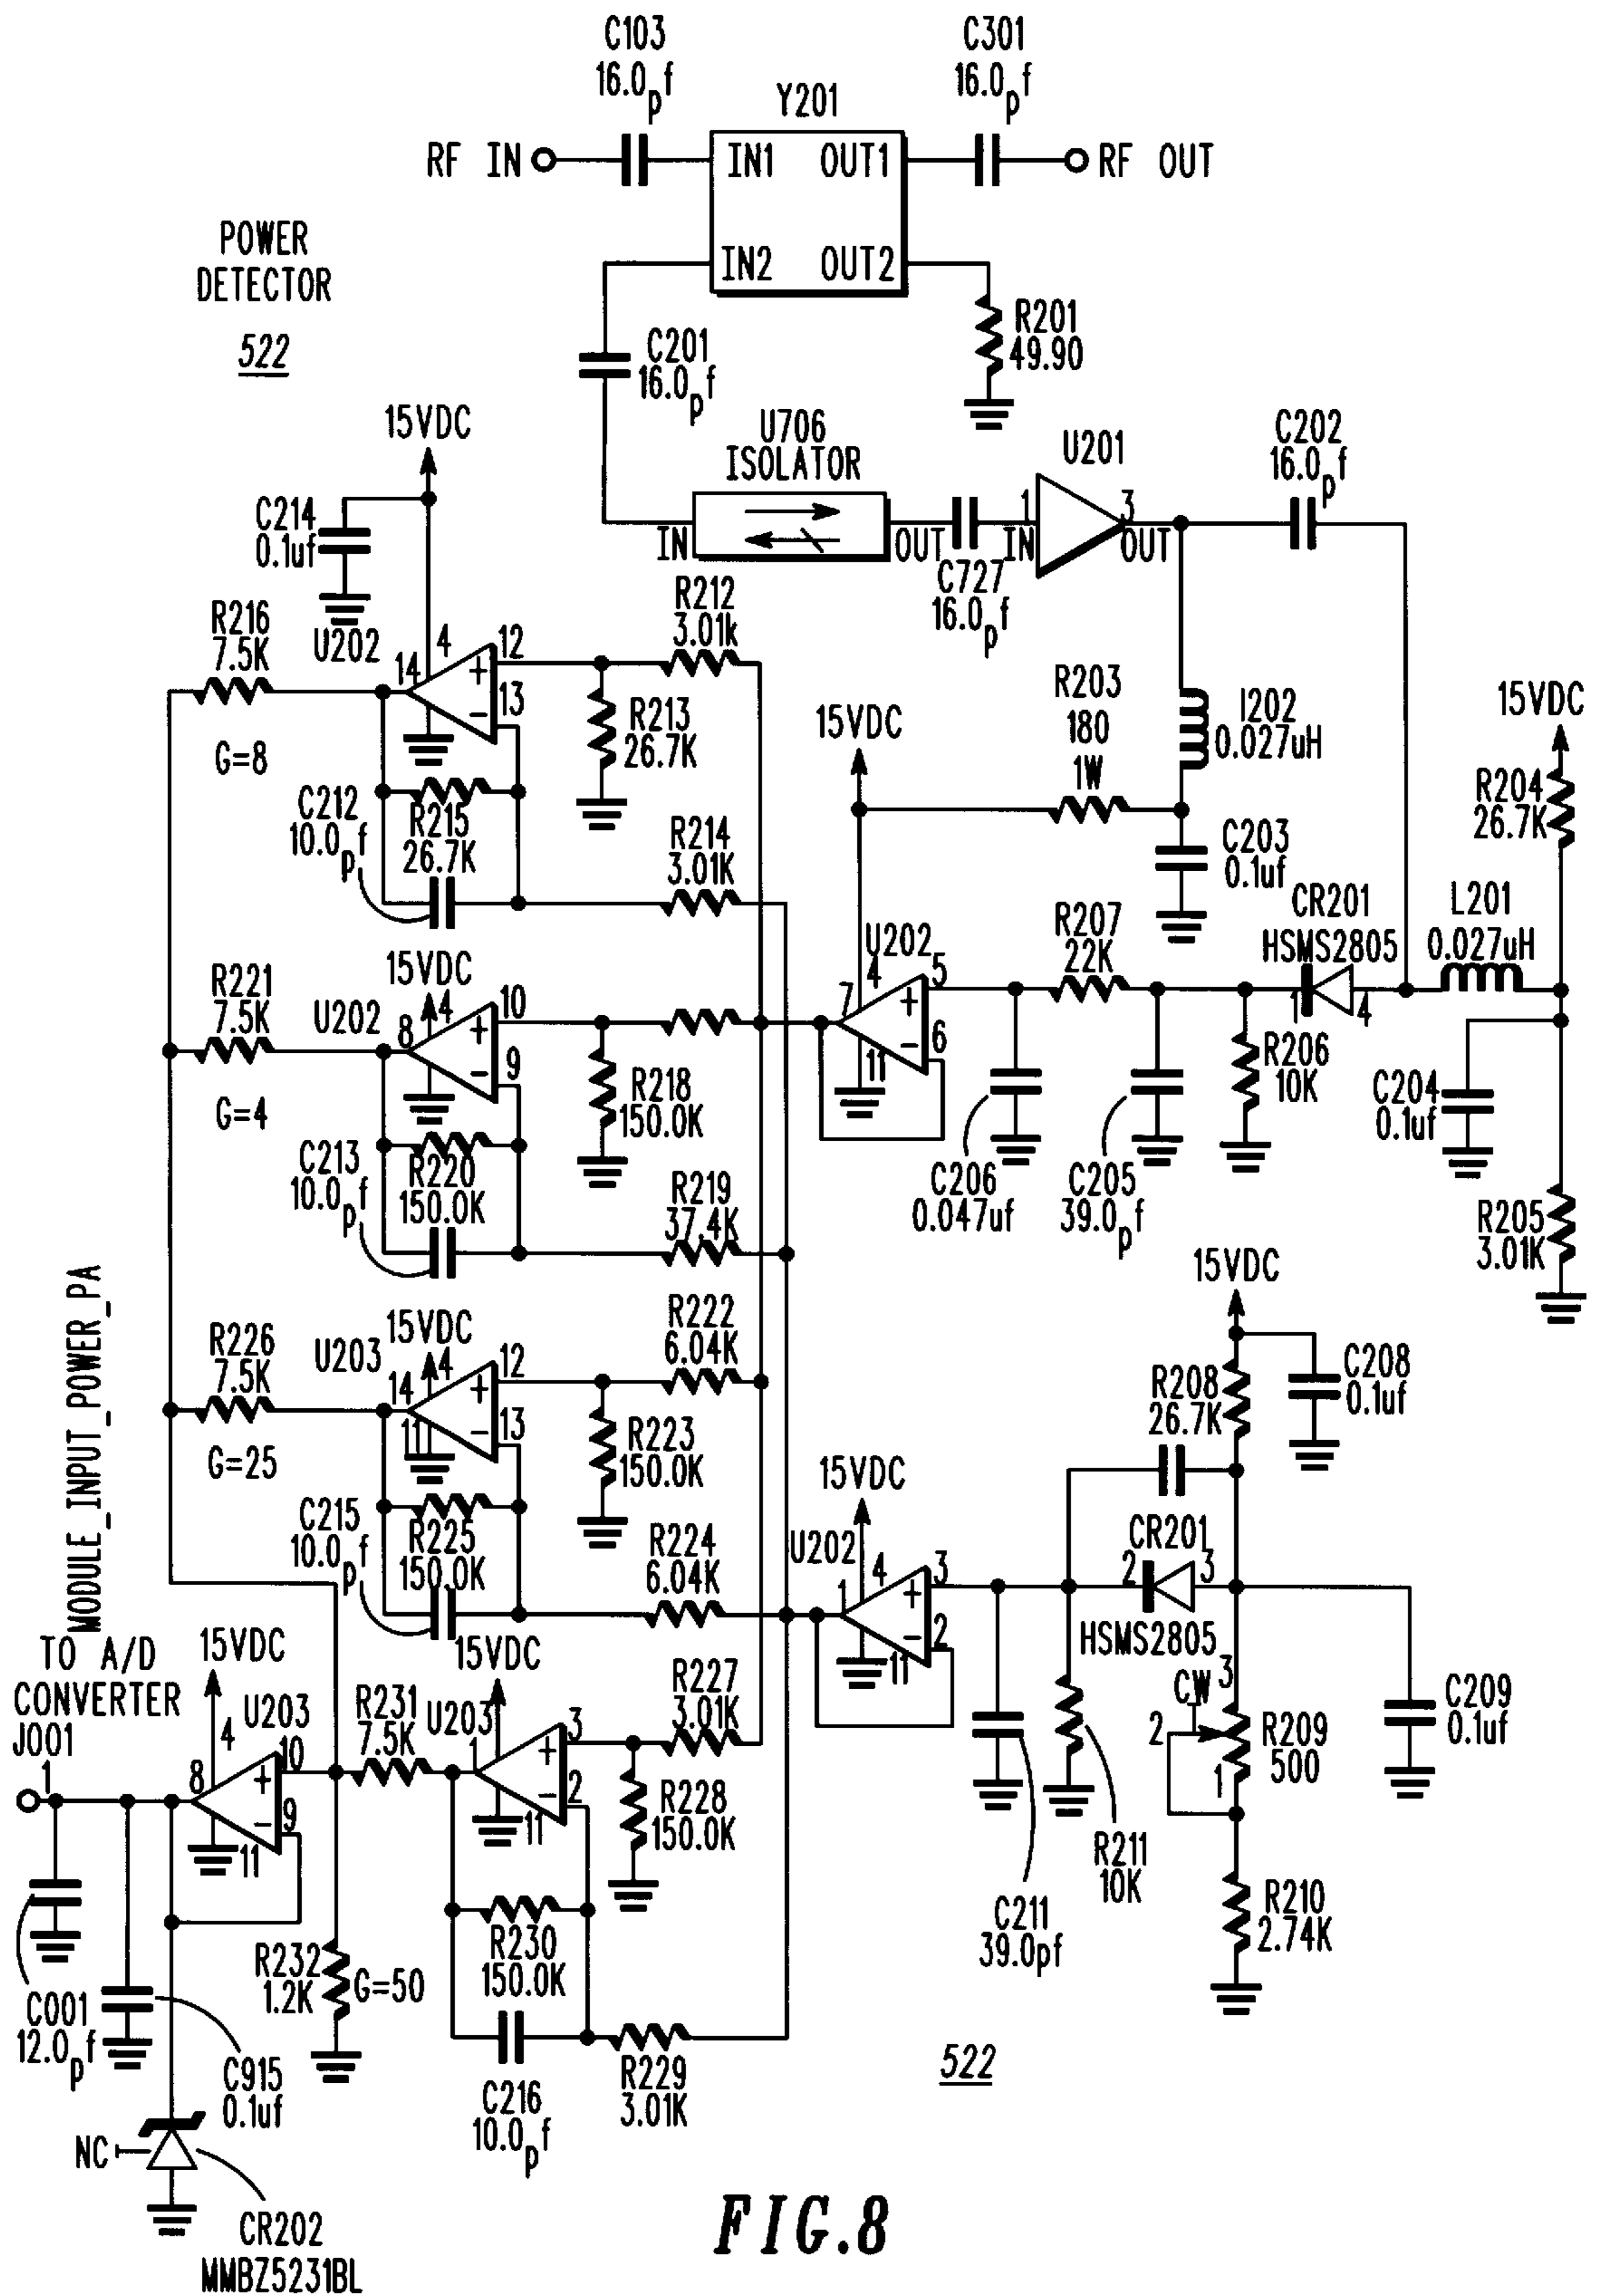 C103
16.0pf
C301
16.0pf
Y201
RF IN
IN1
OUT1
RF OUT
POWER
DETECTOR
522
IN2
OUT2
R201
49.90
C201
16.0pf
15VDC
U706
ISOLATOR
U201
C202
16.0pf
C214
0.1uf
IN
OUT
1
IN
3
OUT
C727
16.0pf
R216
7.5K
U202
4
14
12
+
13
−
R212
3.01k
R213
26.7K
G=8
C212
10.0pf
R215
26.7K
R214
3.01K
R203
180
1W
15VDC
I202
0.027uH
15VDC
R204
26.7K
C203
0.1uf
CR201
HSMS2805
1
4
L201
0.027uH
R207
22K
U202
4
7
5
+
6
−
11
R221
7.5K
15VDC
U202
4
8
10
+
9
−
R218
150.0K
G=4
C213
10.0pf
R220
150.0K
R219
37.4K
C206
0.047uf
C205
39.0pf
R206
10K
C204
0.1uf
R205
3.01K
MODULE_INPUT_POWER_PA
R226
7.5K
15VDC
U203
4
14
12
+
13
−
11
R222
6.04K
R223
150.0K
G=25
C215
10.0pf
R225
150.0K
R224
6.04K
15VDC
R208
26.7K
C208
0.1uf
15VDC
U202
4
1
3
+
2
−
11
CR201
2
3
HSMS2805
CW
3
2
1
R209
500
C209
0.1uf
R211
10K
C211
39.0pf
R210
2.74K
TO A/D
CONVERTER
J001
1
15VDC
U203
4
8
10
+
9
−
11
R231
7.5K
15VDC
U203
1
3
+
2
−
11
R227
3.01K
R228
150.0K
R230
150.0K
R232
1.2K
G=50
C001
12.0pf
C915
0.1uf
C216
10.0pf
R229
3.01K
522
NC
CR202
MMBZ5231BL
FIG.8